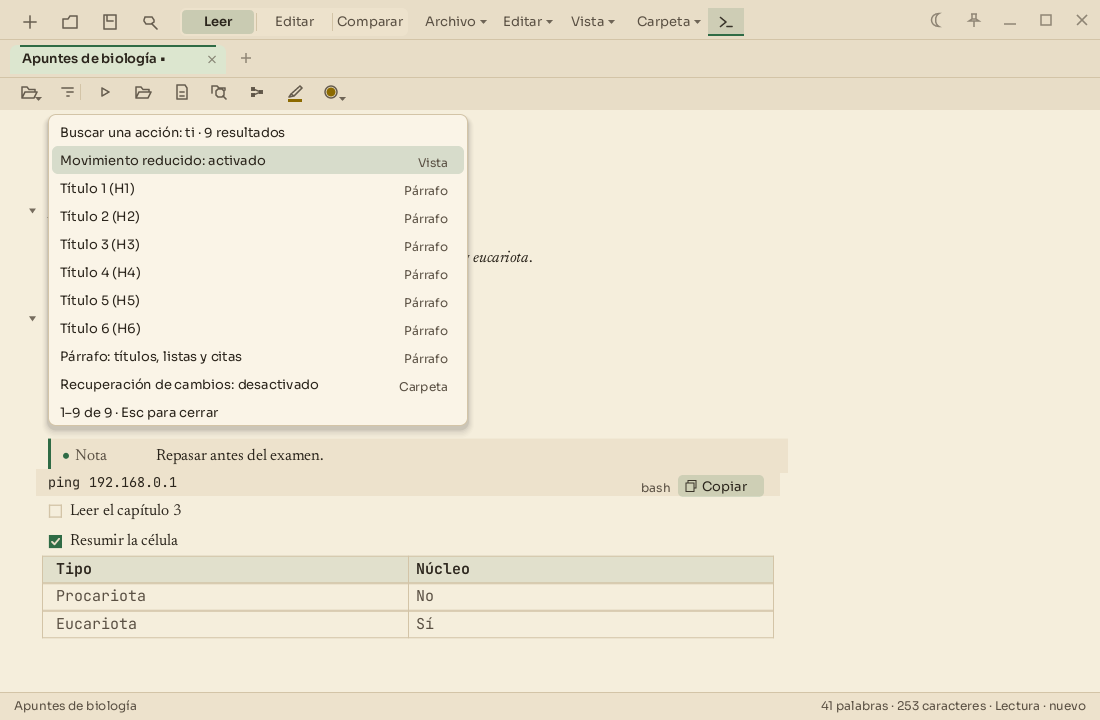 Leer Editar Comparar Archivo Editar Vista Carpeta
Apuntes de biología •
Buscar una acción: ti · 9 resultados
Movimiento reducido: activado Vista
Título 1 (H1) Párrafo
Título 2 (H2) Párrafo
Título 3 (H3) Párrafo
y eucariota.
Título 4 (H4) Párrafo
Título 5 (H5) Párrafo
Título 6 (H6) Párrafo
Párrafo: títulos, listas y citas Párrafo
Recuperación de cambios: desactivado Carpeta
1–9 de 9 · Esc para cerrar
• Nota Repasar antes del examen.
ping 192.168.0.1
bash Copiar
Leer el capítulo 3
Resumir la célula
Tipo Núcleo
Procariota No
Eucariota Sí
Apuntes de biología 41 palabras · 253 caracteres · Lectura · nuevo